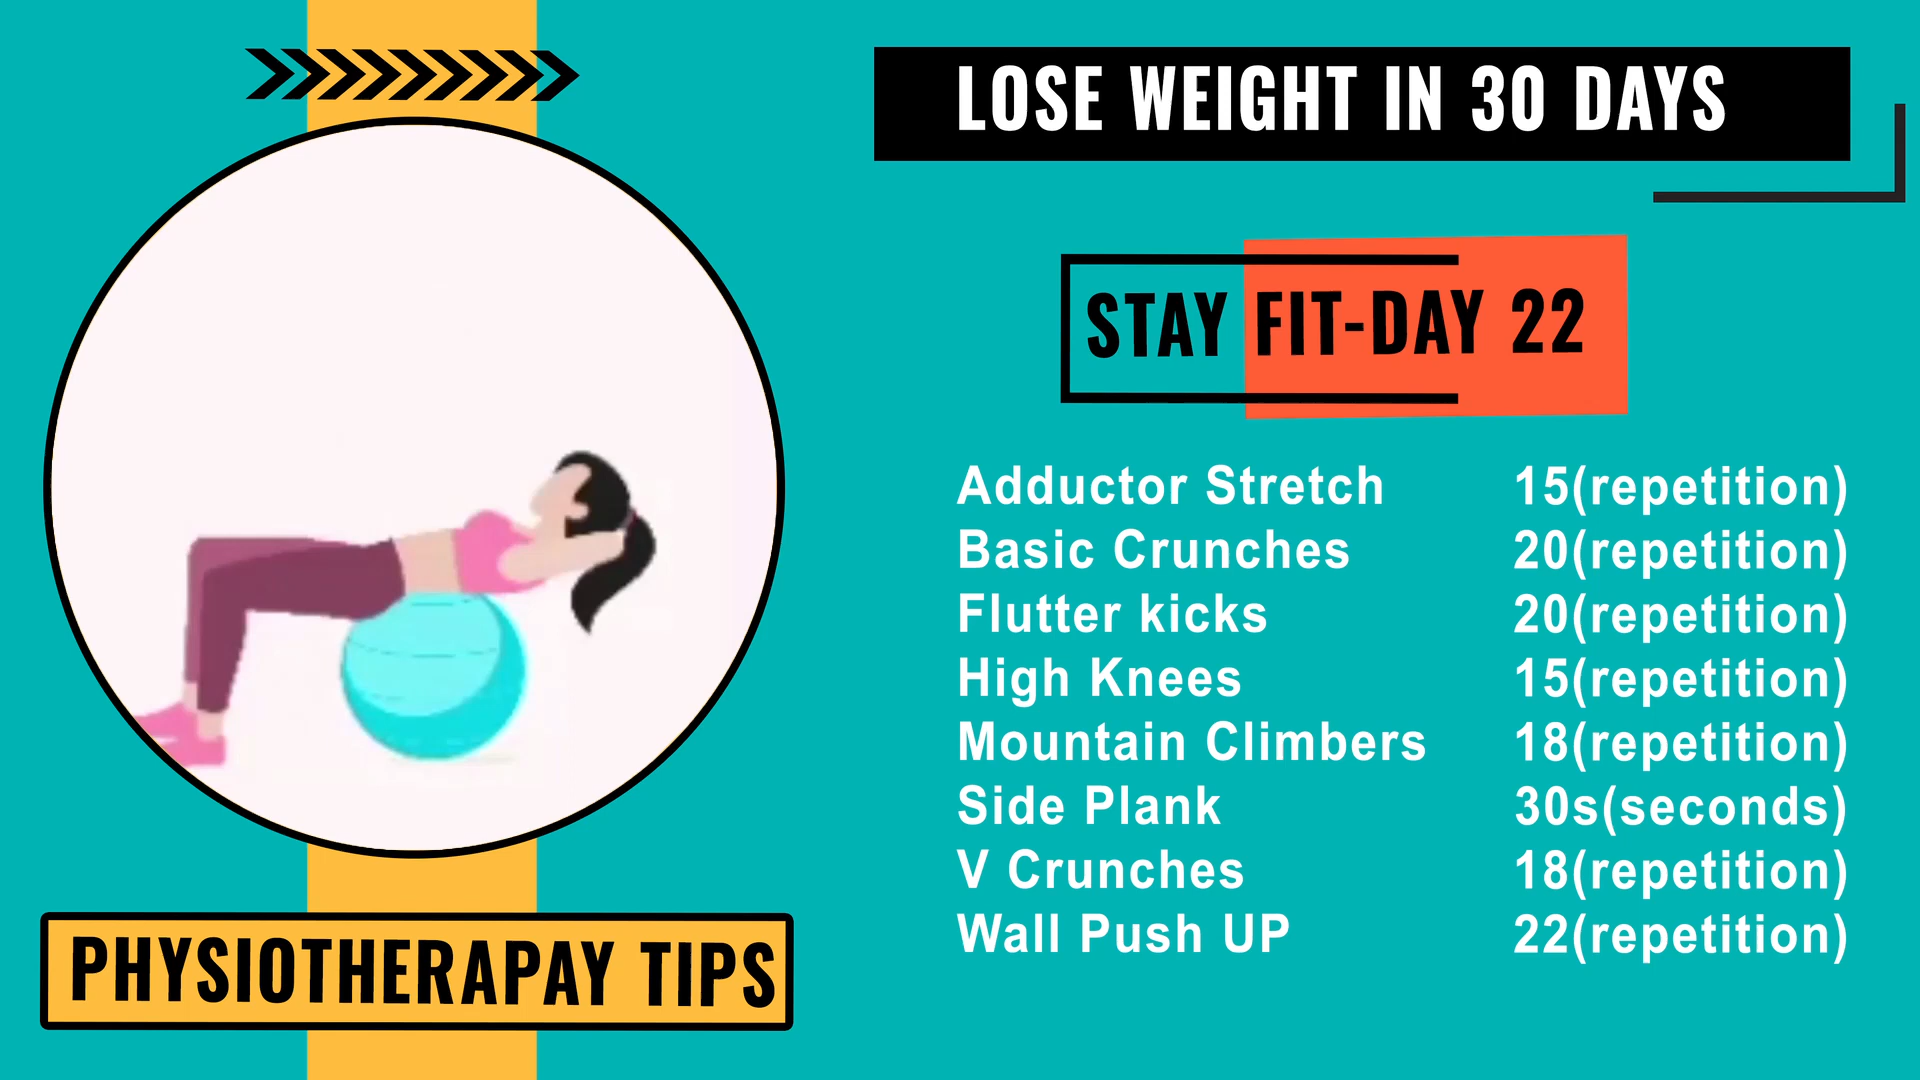 LOSE WEIGHT IN 30 DAYS
STAY FIT-DAY 22
Adductor Stretch 15(repetition)
Basic Crunches 20(repetition)
Flutter kicks 20(repetition)
High Knees 15(repetition)
Mountain Climbers 18(repetition)
Side Plank 30s(seconds)
V Crunches 18(repetition)
Wall Push UP 22(repetition)
PHYSIOTHERAPAY TIPS